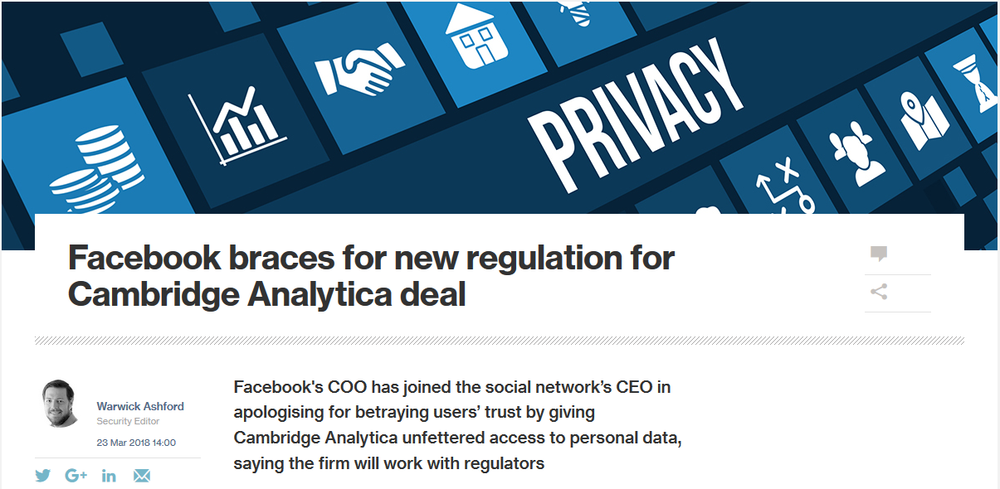 PRIVACY
Facebook braces for new regulation for
Cambridge Analytica deal
Warwick Ashford
Security Editor
23 Mar 2018 14:00
Facebook's COO has joined the social network’s CEO in
apologising for betraying users’ trust by giving
Cambridge Analytica unfettered access to personal data,
saying the firm will work with regulators
G+
in